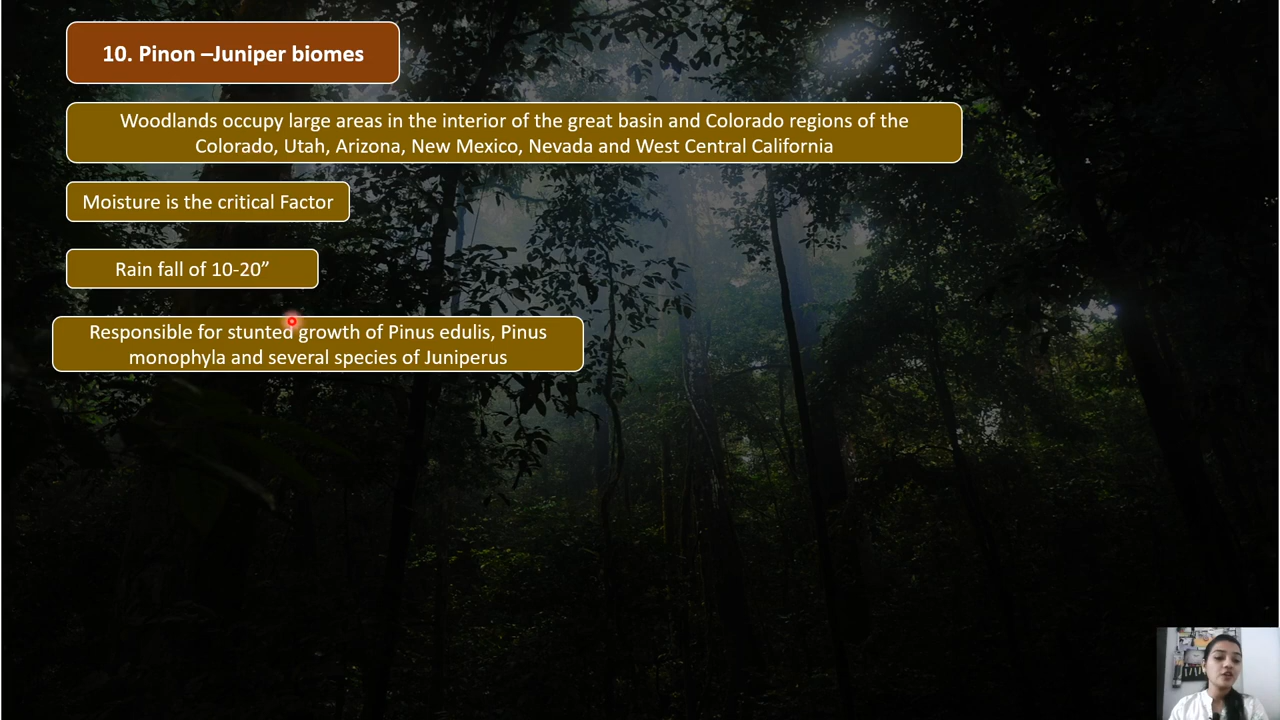 10. Pinon –Juniper biomes
Woodlands occupy large areas in the interior of the great basin and Colorado regions of the
Colorado, Utah, Arizona, New Mexico, Nevada and West Central California
Moisture is the critical Factor
Rain fall of 10-20”
Responsible for stunted growth of Pinus edulis, Pinus
monophyla and several species of Juniperus